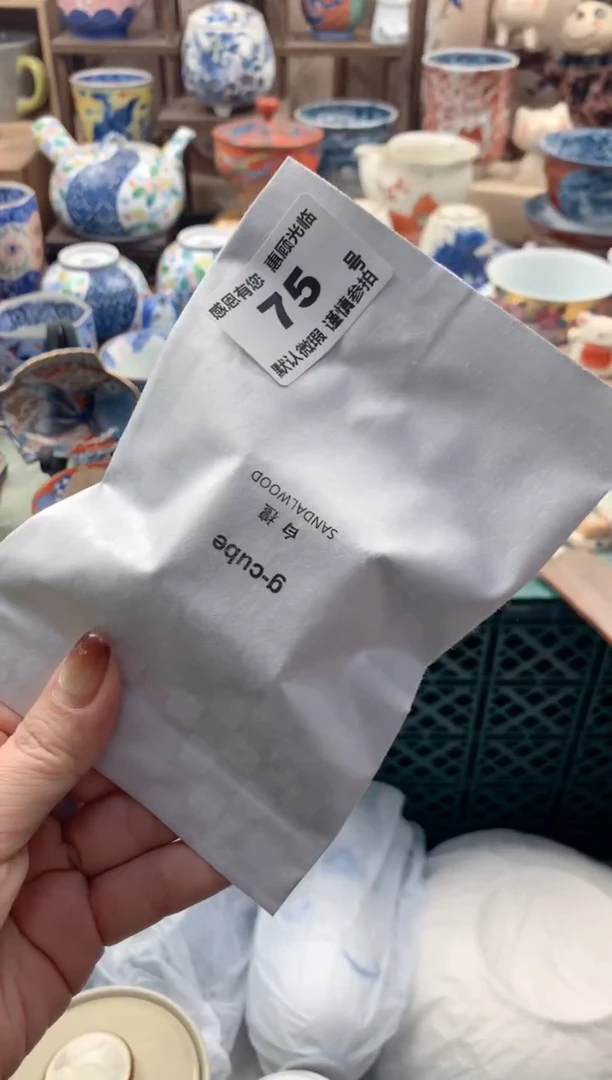 感恩有您 惠顾光临
75 号
默认微瑕 谨慎参拍
g-cube
白檀
SANDALWOOD